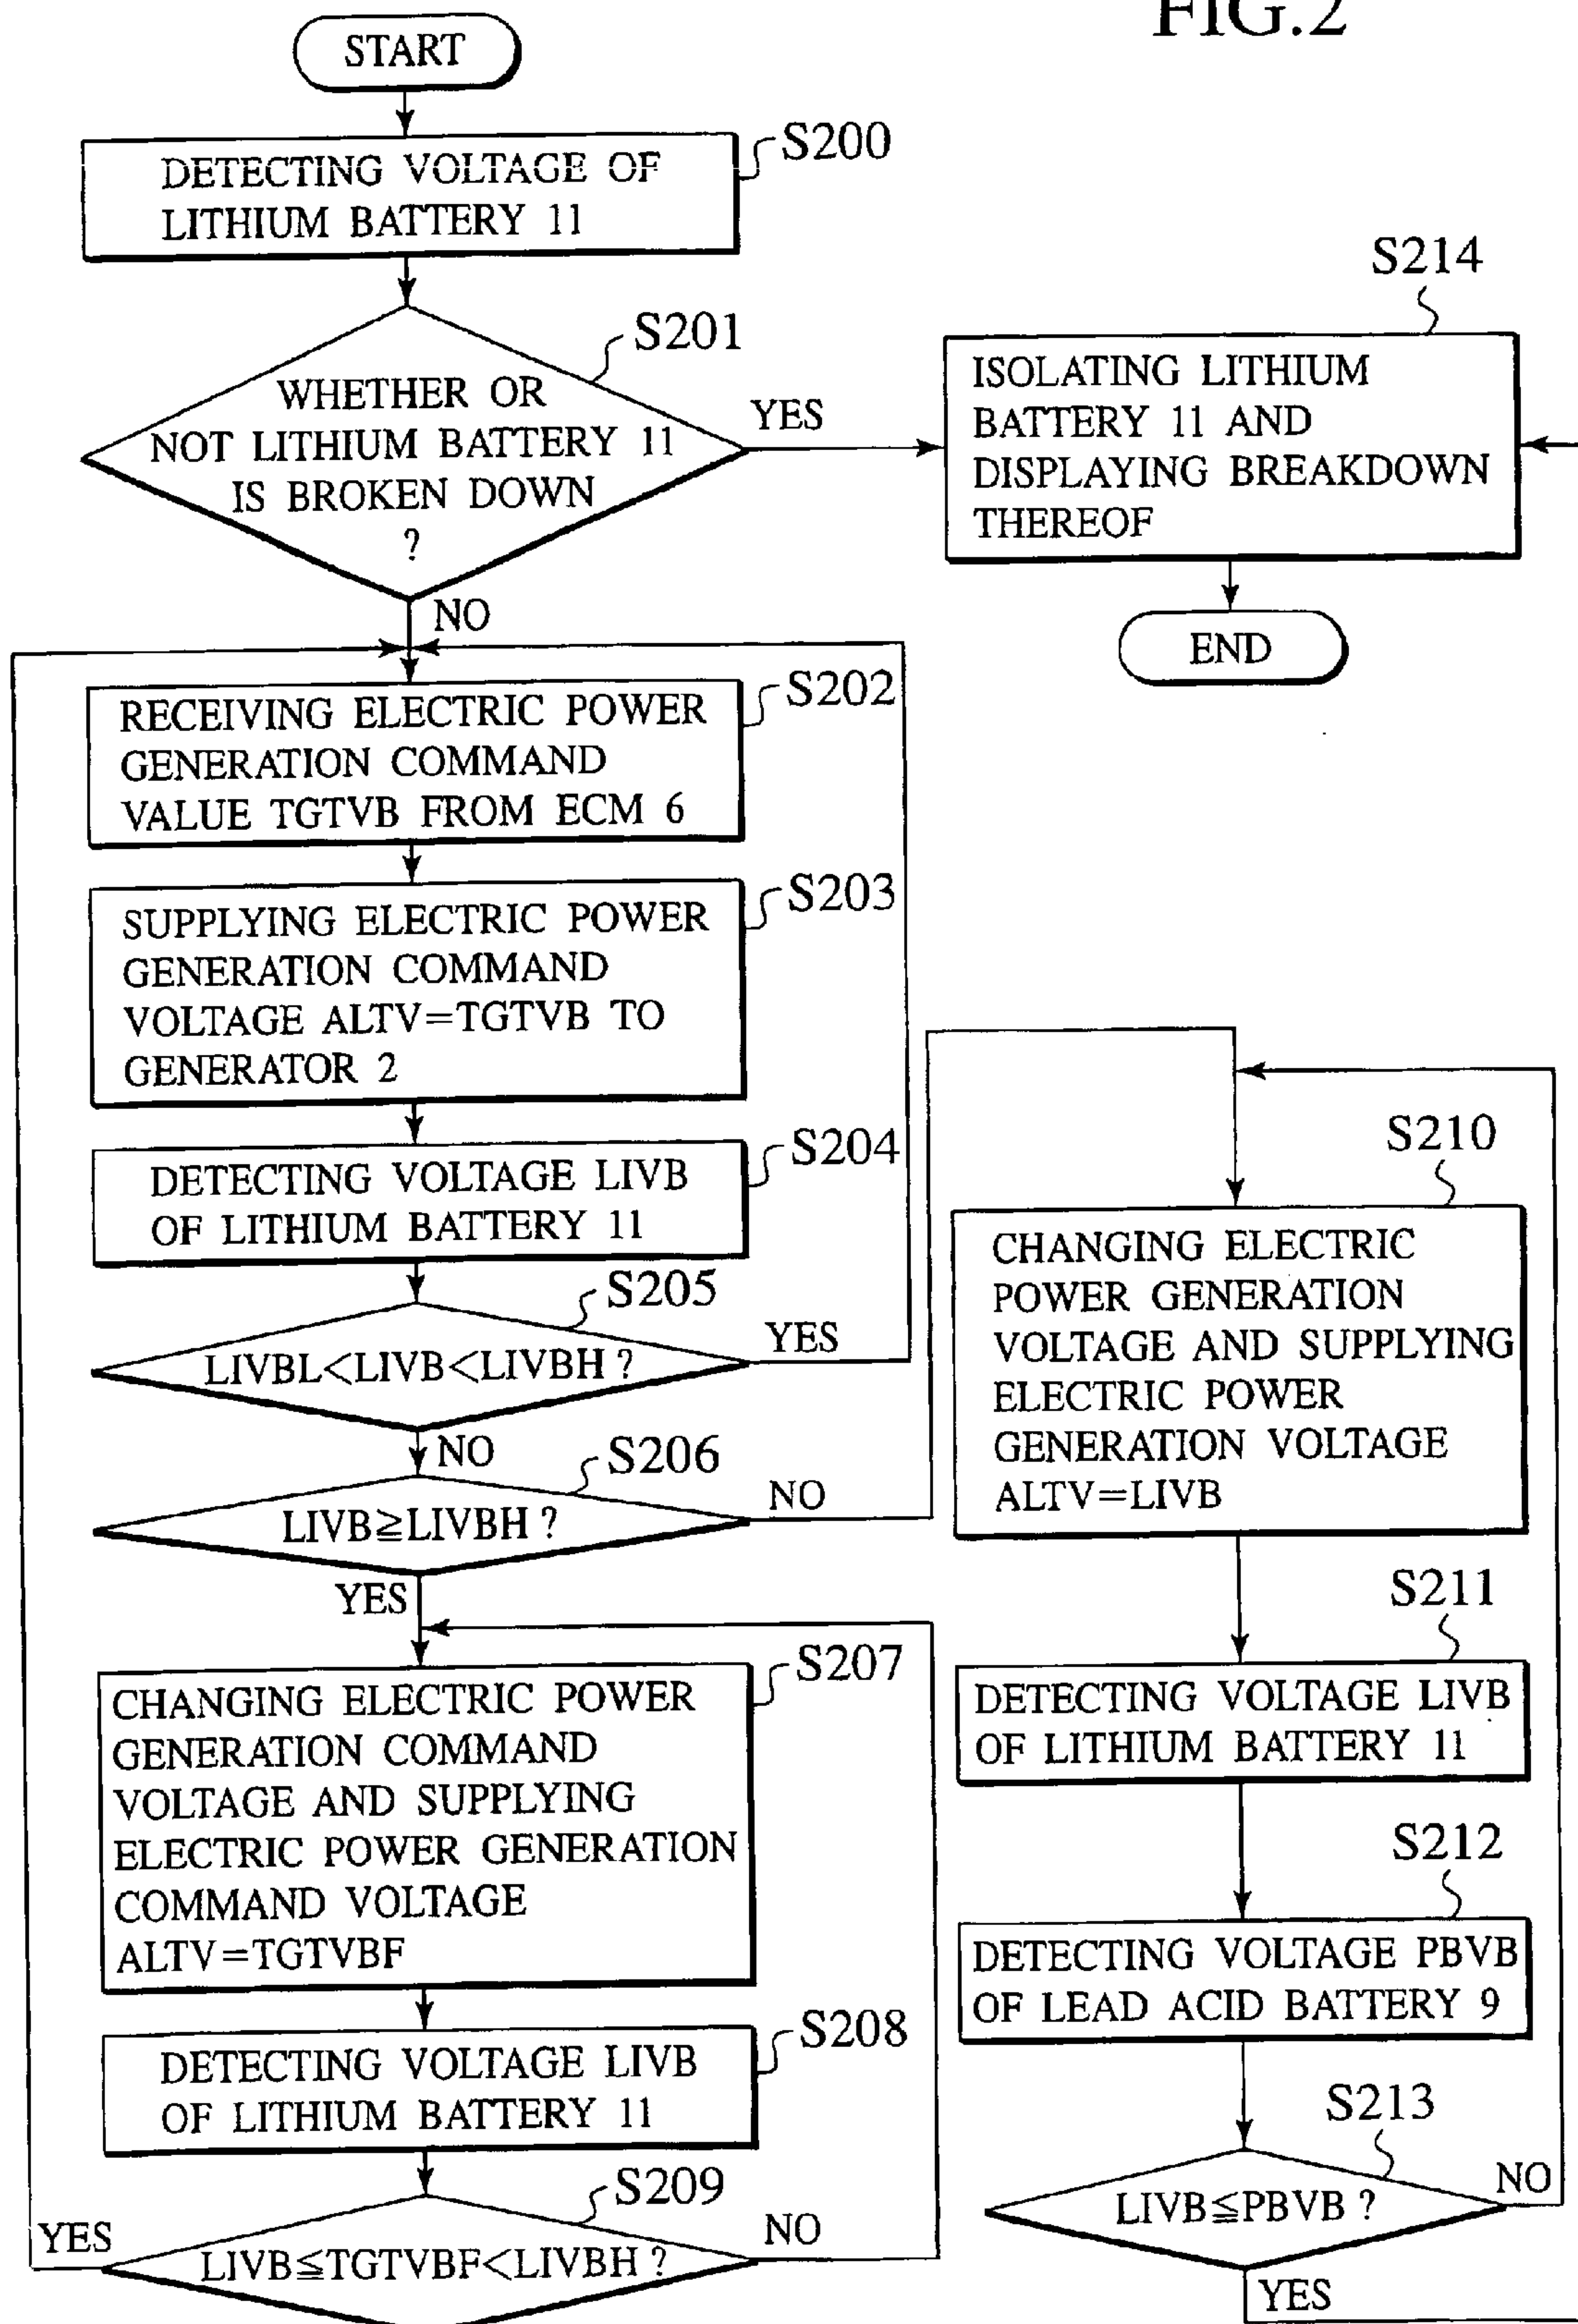 FIG.2
START
S200
DETECTING VOLTAGE OF
LITHIUM BATTERY 11
S201
WHETHER OR
NOT LITHIUM BATTERY 11
IS BROKEN DOWN
?
YES
NO
S214
ISOLATING LITHIUM
BATTERY 11 AND
DISPLAYING BREAKDOWN
THEREOF
END
S202
RECEIVING ELECTRIC POWER
GENERATION COMMAND
VALUE TGTVB FROM ECM 6
S203
SUPPLYING ELECTRIC POWER
GENERATION COMMAND
VOLTAGE ALTV=TGTVB TO
GENERATOR 2
S204
DETECTING VOLTAGE LIVB
OF LITHIUM BATTERY 11
S205
LIVBL<LIVB<LIVBH ?
YES
NO
S206
LIVB≧LIVBH ?
NO
YES
S207
CHANGING ELECTRIC POWER
GENERATION COMMAND
VOLTAGE AND SUPPLYING
ELECTRIC POWER GENERATION
COMMAND VOLTAGE
ALTV=TGTVBF
S208
DETECTING VOLTAGE LIVB
OF LITHIUM BATTERY 11
S209
YES
LIVB≦TGTVBF<LIVBH ?
NO
S210
CHANGING ELECTRIC
POWER GENERATION
VOLTAGE AND SUPPLYING
ELECTRIC POWER
GENERATION VOLTAGE
ALTV=LIVB
S211
DETECTING VOLTAGE LIVB
OF LITHIUM BATTERY 11
S212
DETECTING VOLTAGE PBVB
OF LEAD ACID BATTERY 9
S213
LIVB≦PBVB ?
NO
YES